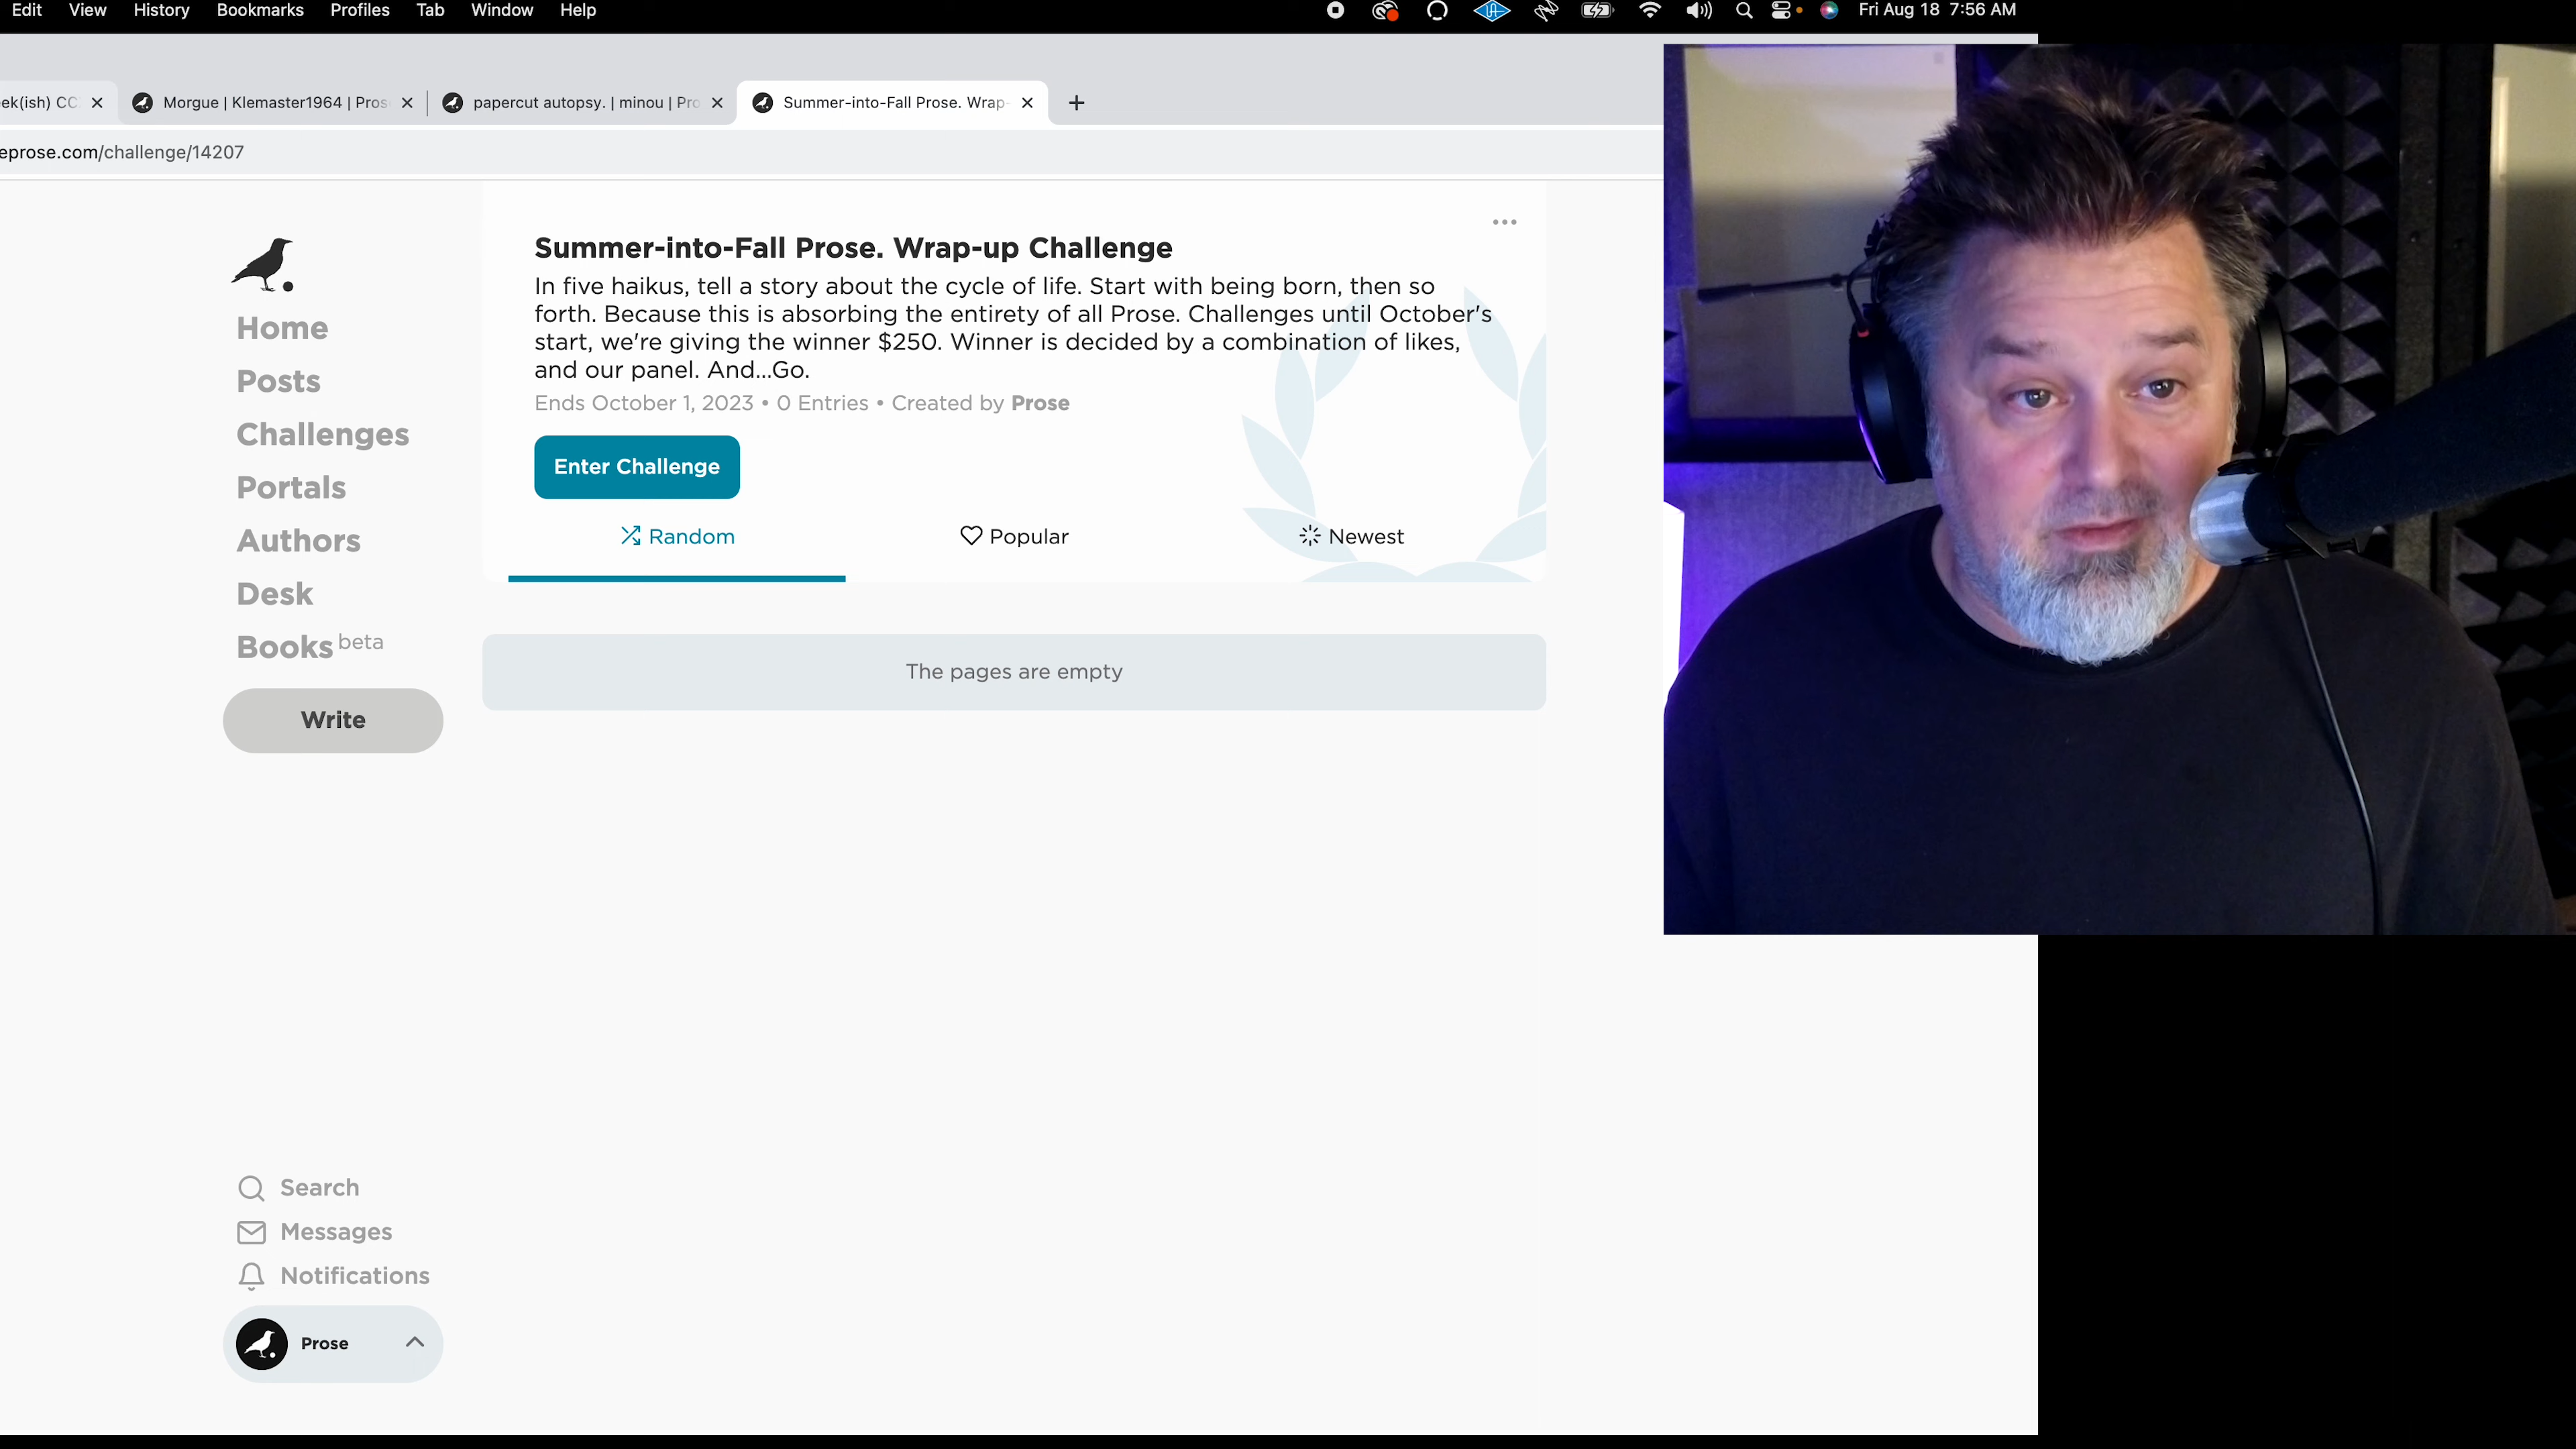 Edit View History Bookmarks Profiles Tab Window Help Fri Aug 18 7:56 AM
ek(ish) CC Morgue | Klemaster1964 | Pros papercut autopsy. | minou | Pro Summer-into-Fall Prose. Wrap-
eprose.com/challenge/14207
Summer-into-Fall Prose. Wrap-up Challenge
In five haikus, tell a story about the cycle of life. Start with being born, then so
forth. Because this is absorbing the entirety of all Prose. Challenges until October's
start, we're giving the winner $250. Winner is decided by a combination of likes,
and our panel. And...Go.
Ends October 1, 2023 • 0 Entries • Created by Prose
Enter Challenge
Random Popular Newest
The pages are empty
Home
Posts
Challenges
Portals
Authors
Desk
Books beta
Write
Search
Messages
Notifications
Prose